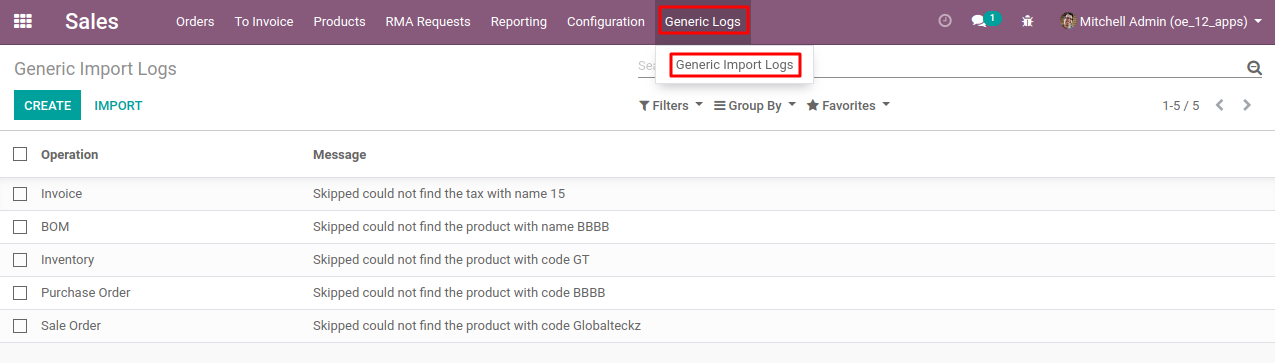 Sales Orders To Invoice Products RMA Requests Reporting Configuration Generic Logs 1 Mitchell Admin (oe_12_apps)
Generic Import Logs Sea Generic Import Logs
CREATE IMPORT Filters Group By Favorites 1-5 / 5
Operation Message
Invoice Skipped could not find the tax with name 15
BOM Skipped could not find the product with name BBBB
Inventory Skipped could not find the product with code GT
Purchase Order Skipped could not find the product with code BBBB
Sale Order Skipped could not find the product with code Globalteckz